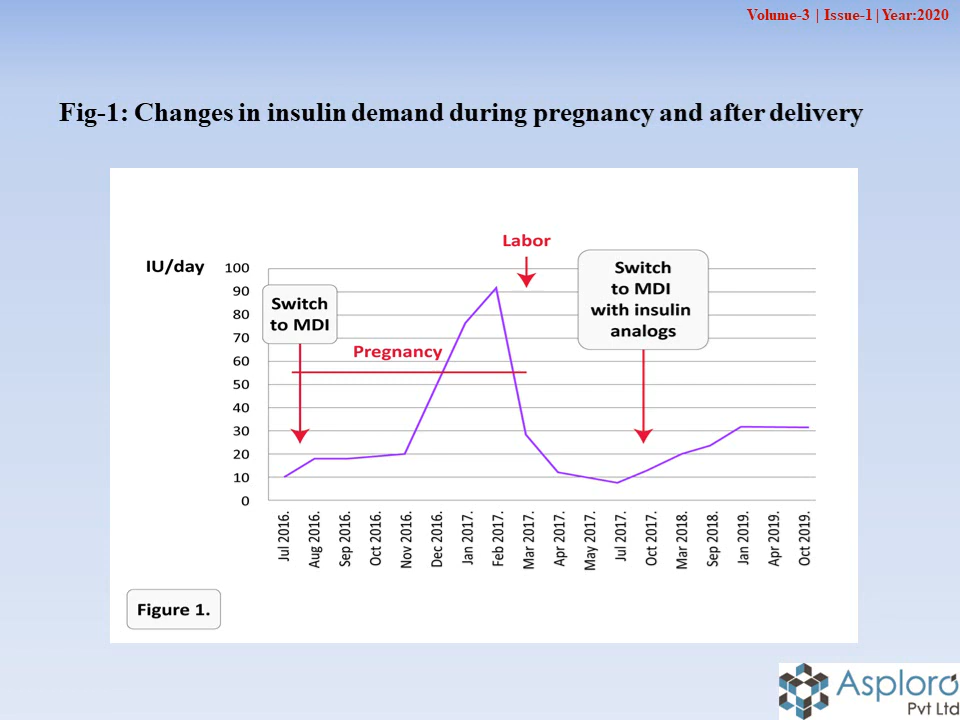 Volume-3 | Issue-1 | Year:2020
Fig-1: Changes in insulin demand during pregnancy and after delivery
Labor
IU/day
Switch
to MDI
Switch
to MDI
with insulin
analogs
Pregnancy
100
90
80
70
60
50
40
30
20
10
0
Jul 2016.
Aug 2016.
Sep 2016.
Oct 2016.
Nov 2016.
Dec 2016.
Jan 2017.
Feb 2017.
Mar 2017.
Apr 2017.
May 2017.
Jul 2017.
Oct 2017.
Mar 2018.
Sep 2018.
Jan 2019.
Apr 2019.
Oct 2019.
Figure 1.
Asploro
Pvt Ltd